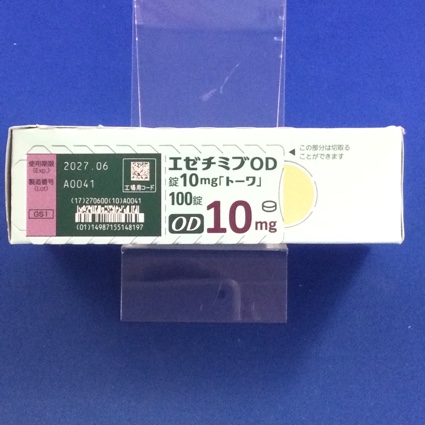 使用期限
(Exp.)
2027.06
製造番号
(Lot)
A0041
工場用コード
GS1
(17)270600(10)A0041
(01)14987155148197
エゼチミブOD
錠10mg「トーワ」
100錠
OD 10mg
この部分は切取る
ことができます